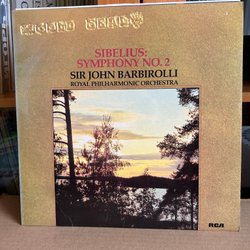 SIBELIUS:
SYMPHONY NO. 2
SIR JOHN BARBIROLLI
ROYAL PHILHARMONIC ORCHESTRA
RCA